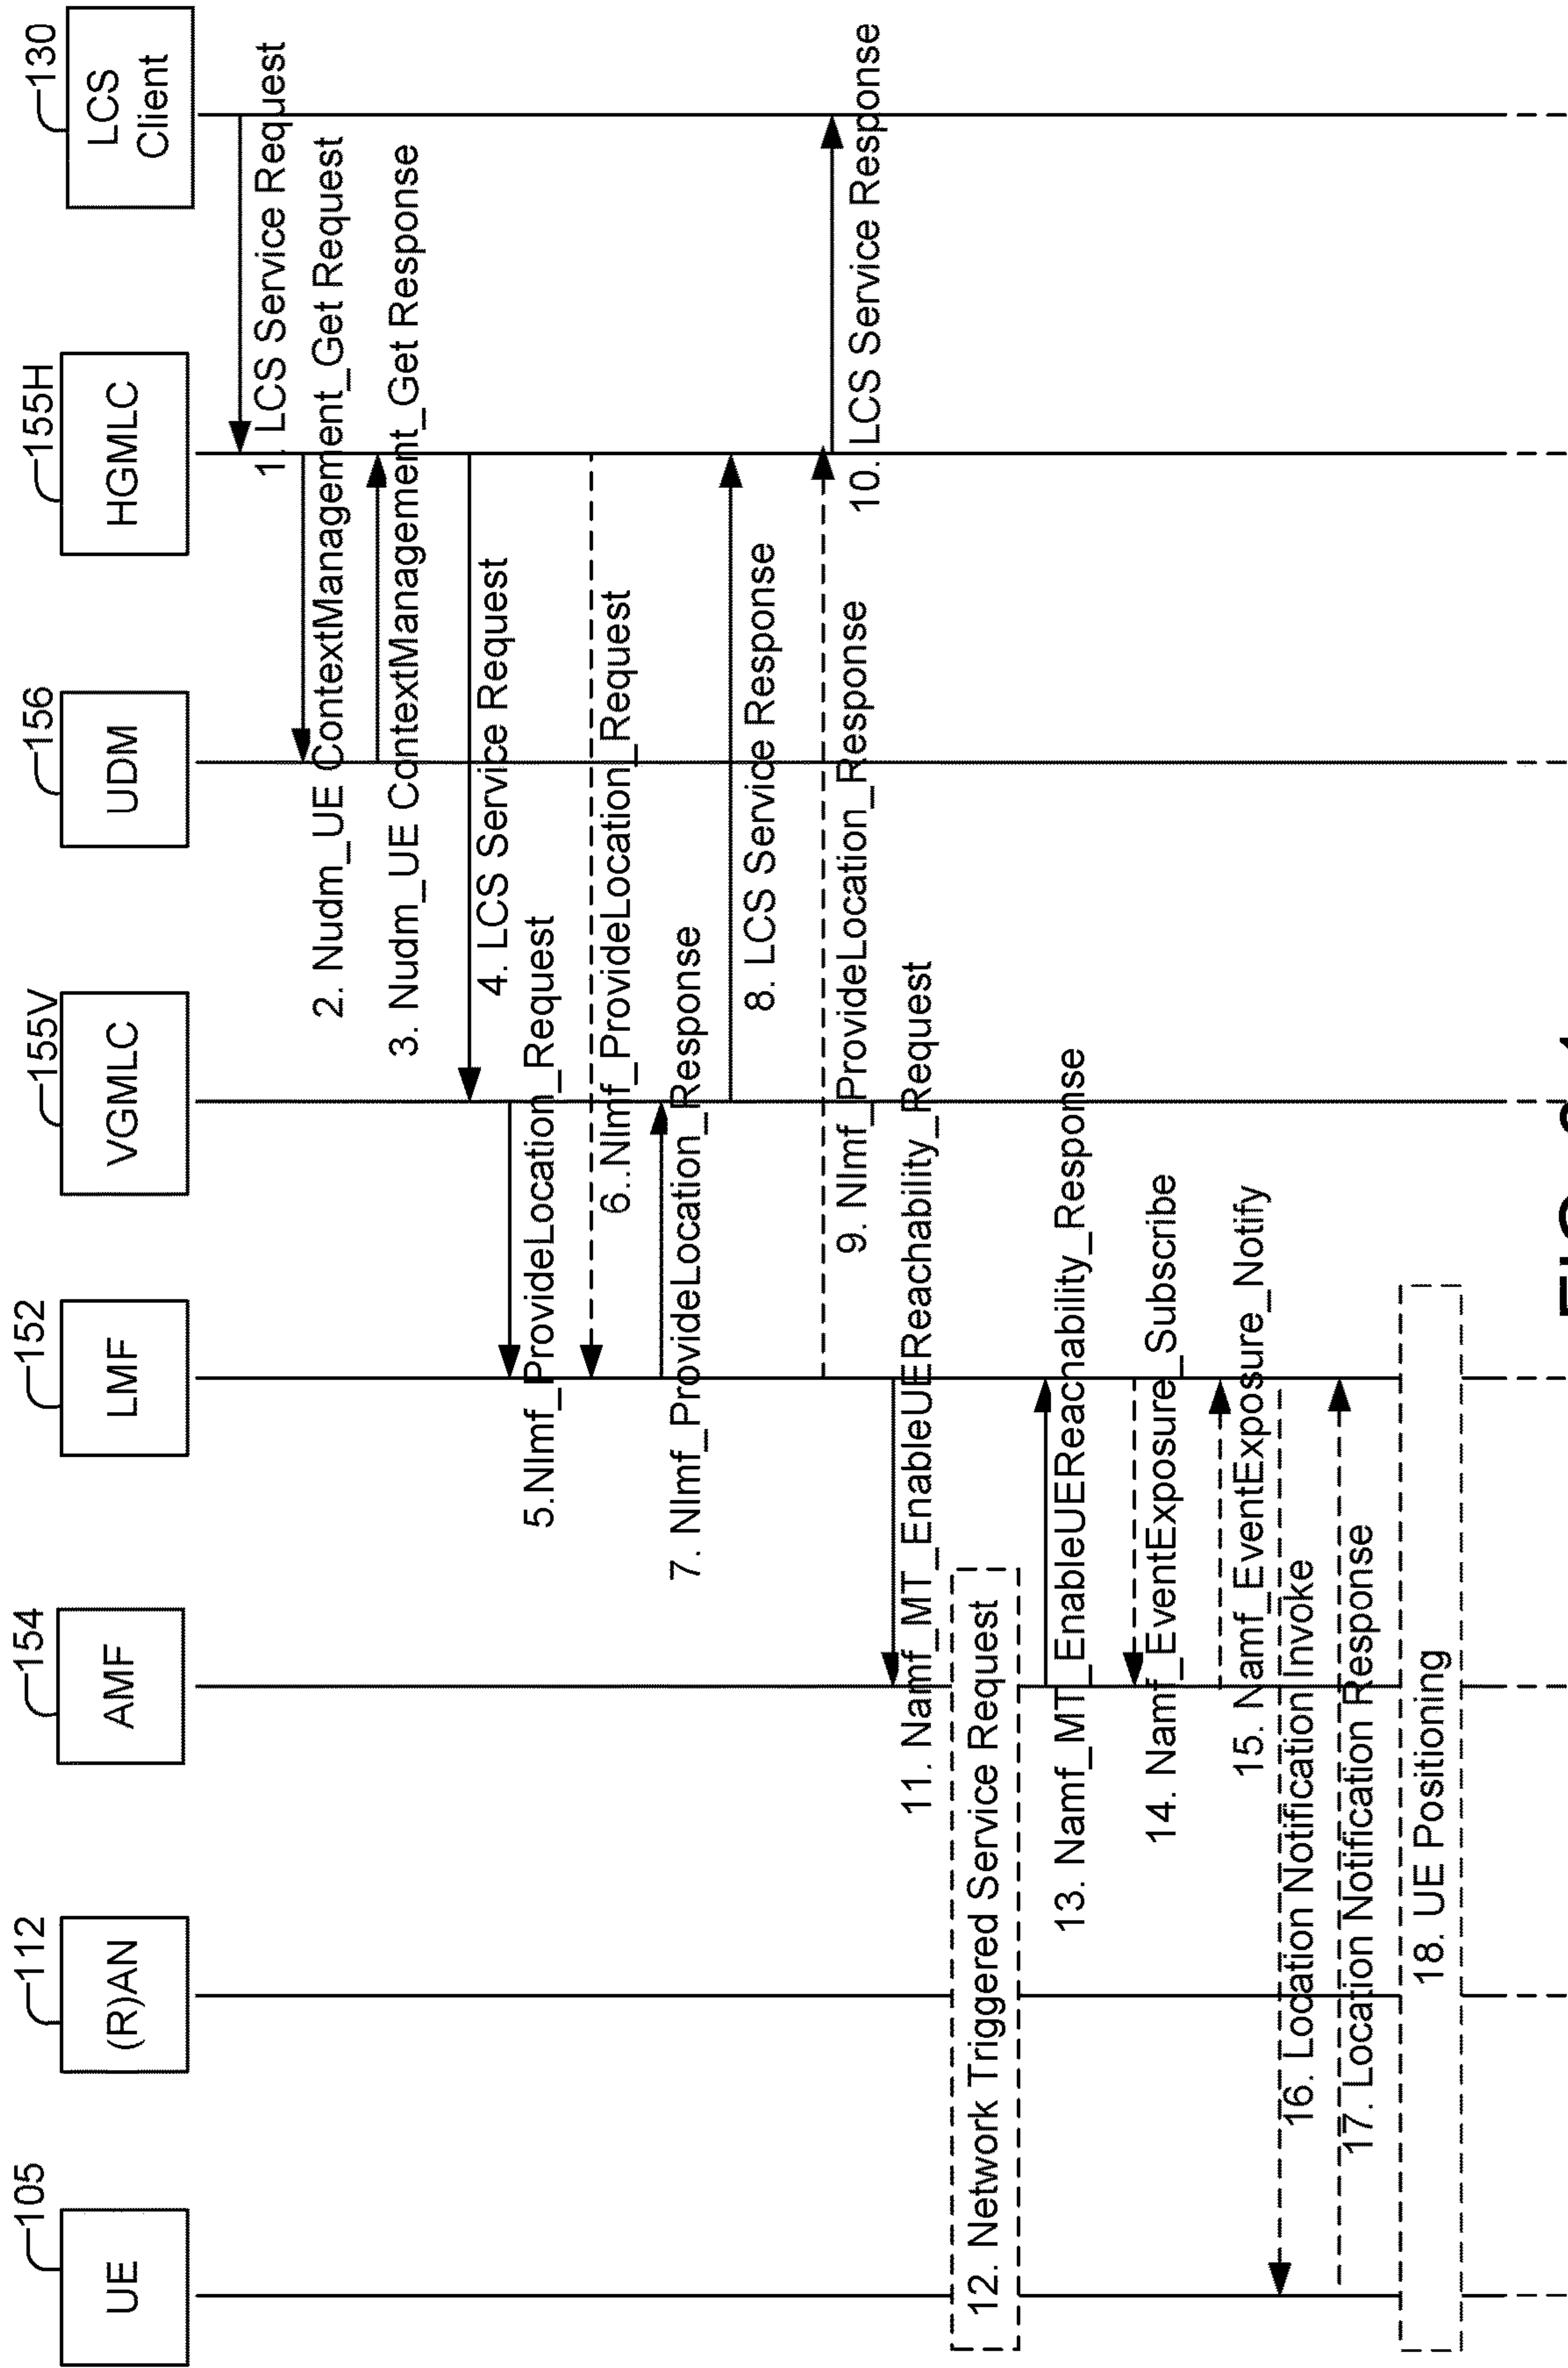 105
112
154
152
155V
156
155H
130
UE
(R)AN
AMF
LMF
VGMLC
UDM
HGMLC
LCS
Client
1. LCS Service Request
2. Nudm_UE ContextManagement_Get Request
3. Nudm_UE ContextManagement_Get Response
4. LCS Service Request
5.Nlmf_ProvideLocation_Request
6..Nlmf_ProvideLocation_Request
7. Nlmf_ProvideLocation_Response
8. LCS Service Response
9. Nlmf_ProvideLocation_Response
10. LCS Service Response
11. Namf_MT_EnableUEReachability_Request
12. Network Triggered Service Request
13. Namf_MT_EnableUEReachability_Response
14. Namf_EventExposure_Subscribe
15. Namf_EventExposure_Notify
16. Location Notification Invoke
17. Location Notification Response
18. UE Positioning